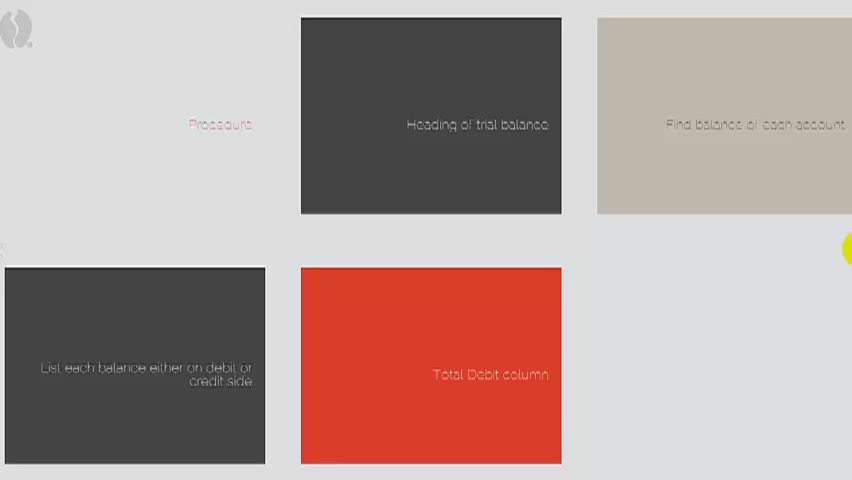 Procedure
Heading of trial balance
Find balance of each account
List each balance either on debit or
credit side
Total Debit column